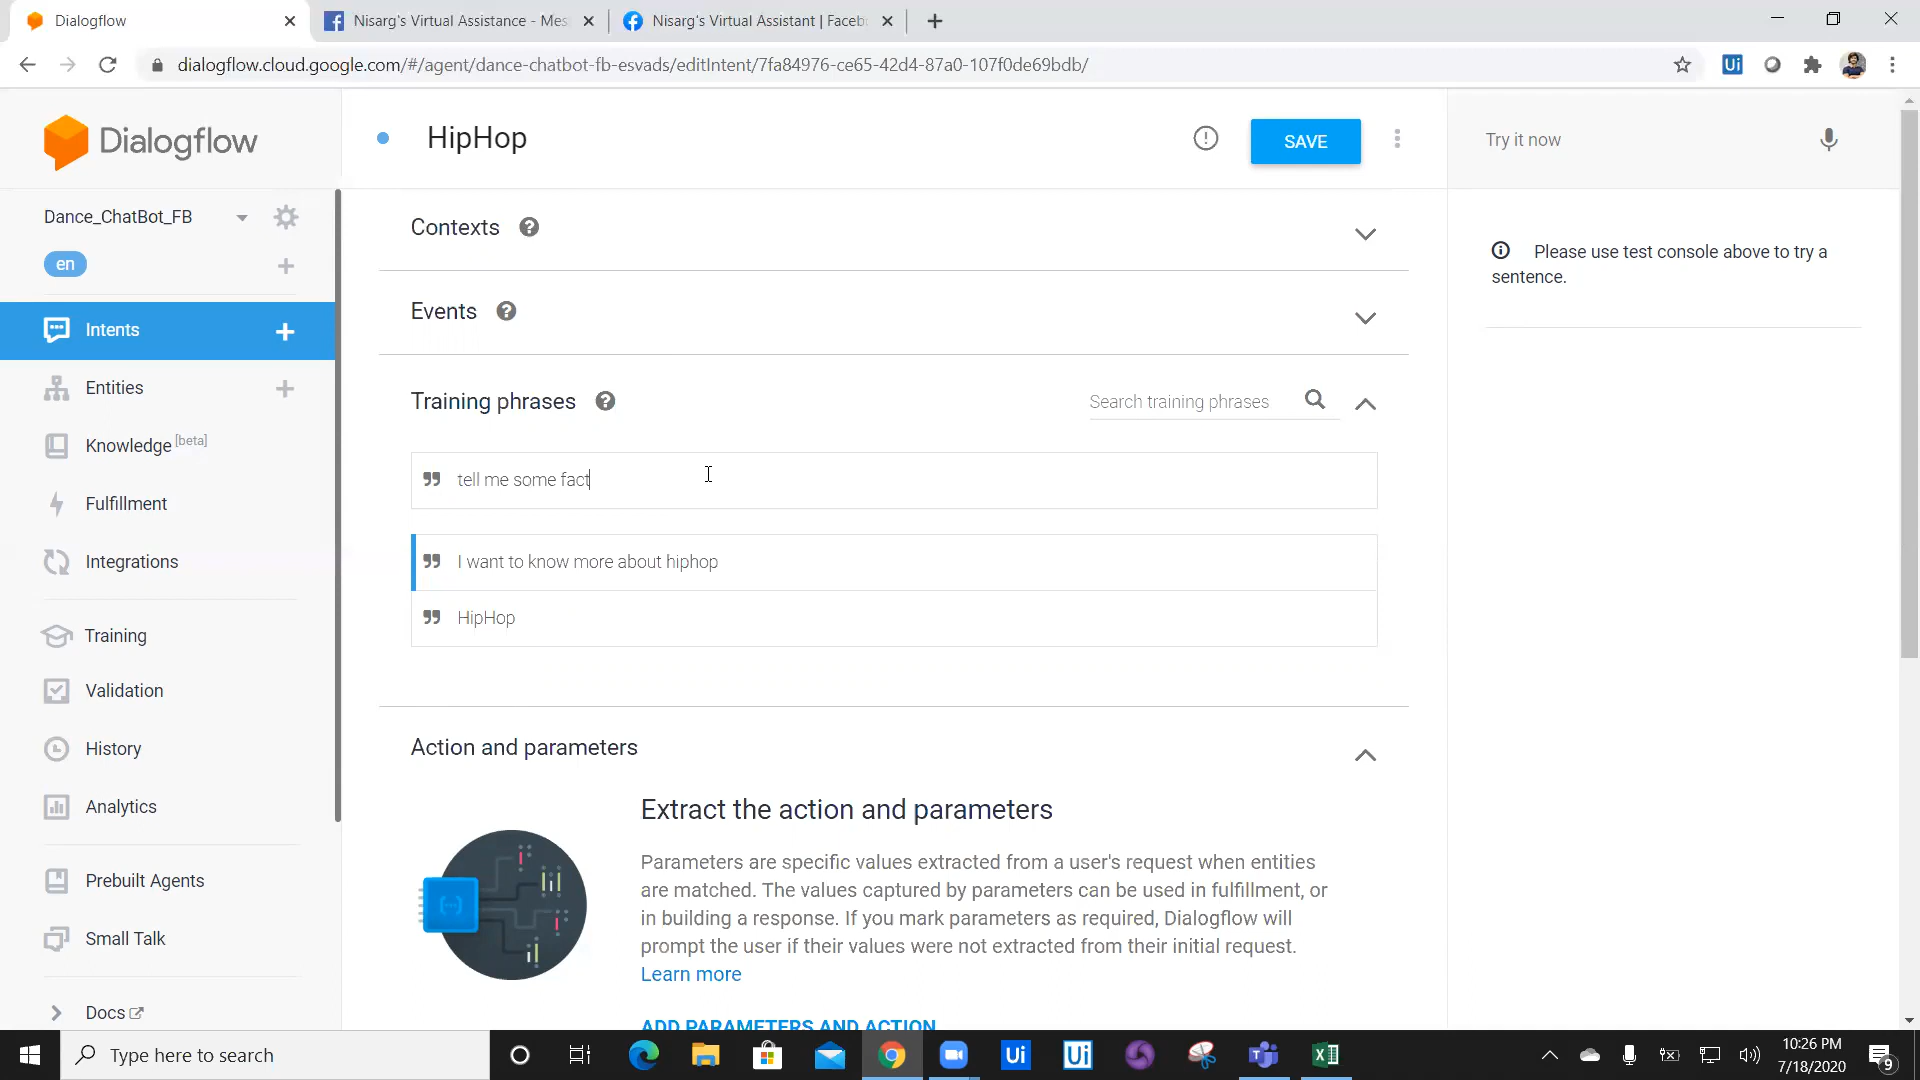 Dialogflow
Nisarg's Virtual Assistance - Mes
Nisarg's Virtual Assistant | Faceb
dialogflow.cloud.google.com/#/agent/dance-chatbot-fb-esvads/editIntent/7fa84976-ce65-42d4-87a0-107f0de69bdb/
Ui
Dialogflow
HipHop
SAVE
Try it now
Dance_ChatBot_FB
en
Intents
Entities
Knowledge [beta]
Fulfillment
Integrations
Training
Validation
History
Analytics
Prebuilt Agents
Small Talk
Docs
Contexts
Events
Training phrases
Search training phrases
tell me some fact
I want to know more about hiphop
HipHop
Action and parameters
Extract the action and parameters
Parameters are specific values extracted from a user's request when entities
are matched. The values captured by parameters can be used in fulfillment, or
in building a response. If you mark parameters as required, Dialogflow will
prompt the user if their values were not extracted from their initial request.
Learn more
ADD PARAMETERS AND ACTION
Please use test console above to try a
sentence.
Type here to search
Ui
Ui
10:26 PM
7/18/2020
9